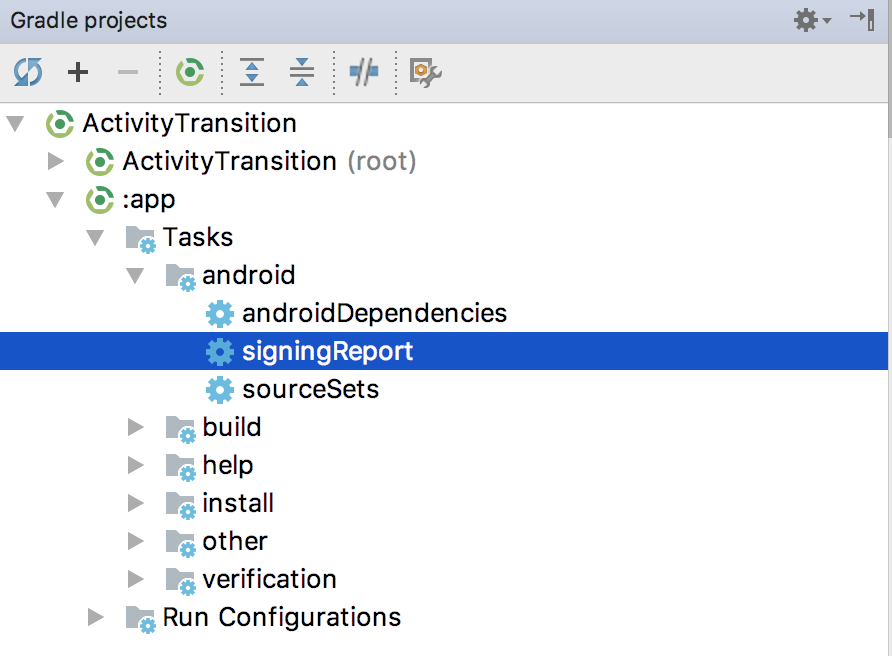 Gradle projects
ActivityTransition
ActivityTransition (root)
:app
Tasks
android
androidDependencies
signingReport
sourceSets
build
help
install
other
verification
Run Configurations